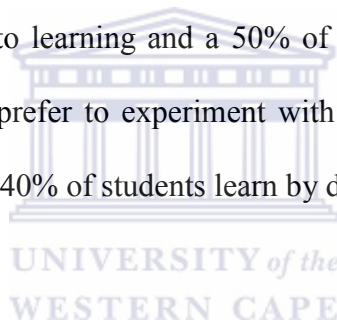 to learning and a 50% of
prefer to experiment with
40% of students learn by d
UNIVERSITY of the
WESTERN CAPE